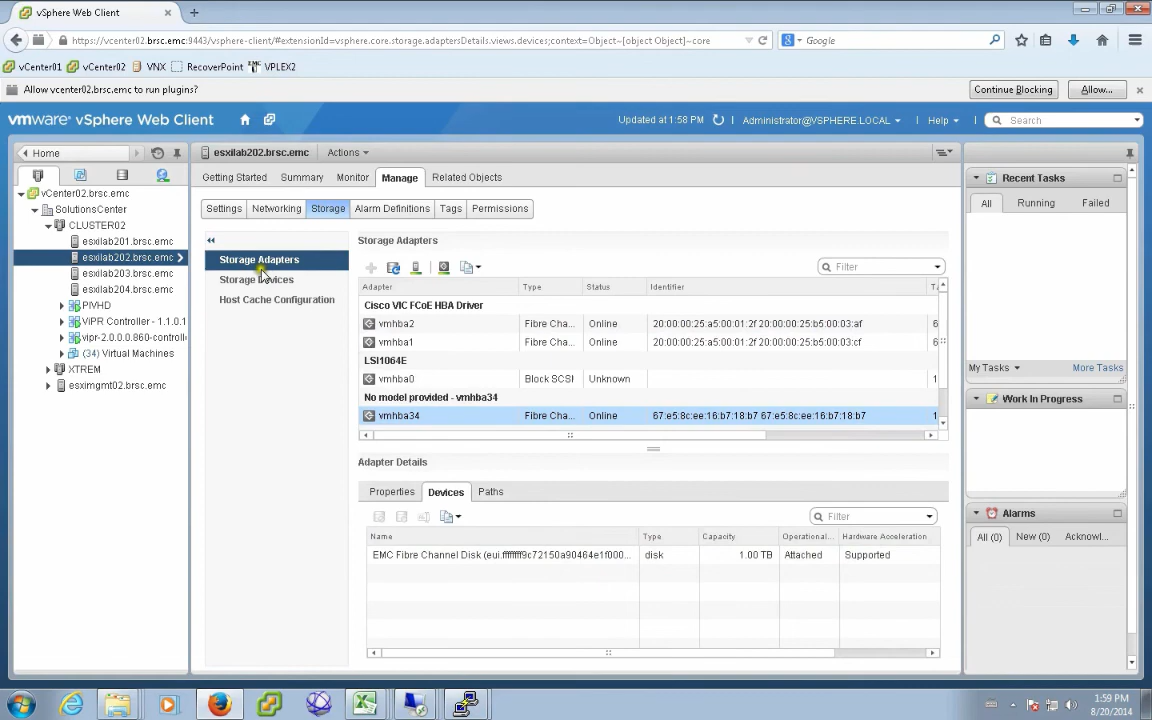 vSphere Web Client
https://vcenter02.brsc.emc:9443/vsphere-client/#extensionId=vsphere.core.storage.adaptersDetails.views.devices;context=Object~[object Object]~core
Google
vCenter01 vCenter02 VNX RecoverPoint VPLEX2
Allow vcenter02.brsc.emc to run plugins? Continue Blocking Allow...
vmware® vSphere Web Client Updated at 1:58 PM Administrator@VSPHERE.LOCAL Help Search
Home
esxilab202.brsc.emc Actions
Getting Started Summary Monitor Manage Related Objects
Settings Networking Storage Alarm Definitions Tags Permissions
vCenter02.brsc.emc
SolutionsCenter
CLUSTER02
esxilab201.brsc.emc
esxilab202.brsc.emc
esxilab203.brsc.emc
esxilab204.brsc.emc
PIVHD
ViPR Controller - 1.1.0.1
vipr-2.0.0.0.860-controll
(34) Virtual Machines
XTREM
eximgmt02.brsc.emc
Storage Adapters
Storage Devices
Host Cache Configuration
Storage Adapters
Filter
Adapter Type Status Identifier
Cisco VIC FCoE HBA Driver
vmhba2 Fibre Cha... Online 20:00:00:25:a5:00:01:2f 20:00:00:25:b5:00:03:af 6
vmhba1 Fibre Cha... Online 20:00:00:25:a5:00:01:2f 20:00:00:25:b5:00:03:cf 6
LSI1064E
vmhba0 Block SCSI Unknown 1
No model provided - vmhba34
vmhba34 Fibre Cha... Online 67:e5:8c:ee:16:b7:18:b7 67:e5:8c:ee:16:b7:18:b7 1
Adapter Details
Properties Devices Paths
Filter
Name Type Capacity Operational... Hardware Acceleration
EMC Fibre Channel Disk (eui.ffffffff9c72150a90464e1f000... disk 1.00 TB Attached Supported
Recent Tasks
All Running Failed
My Tasks More Tasks
Work In Progress
Alarms
All (0) New (0) Acknowl...
1:59 PM
8/20/2014